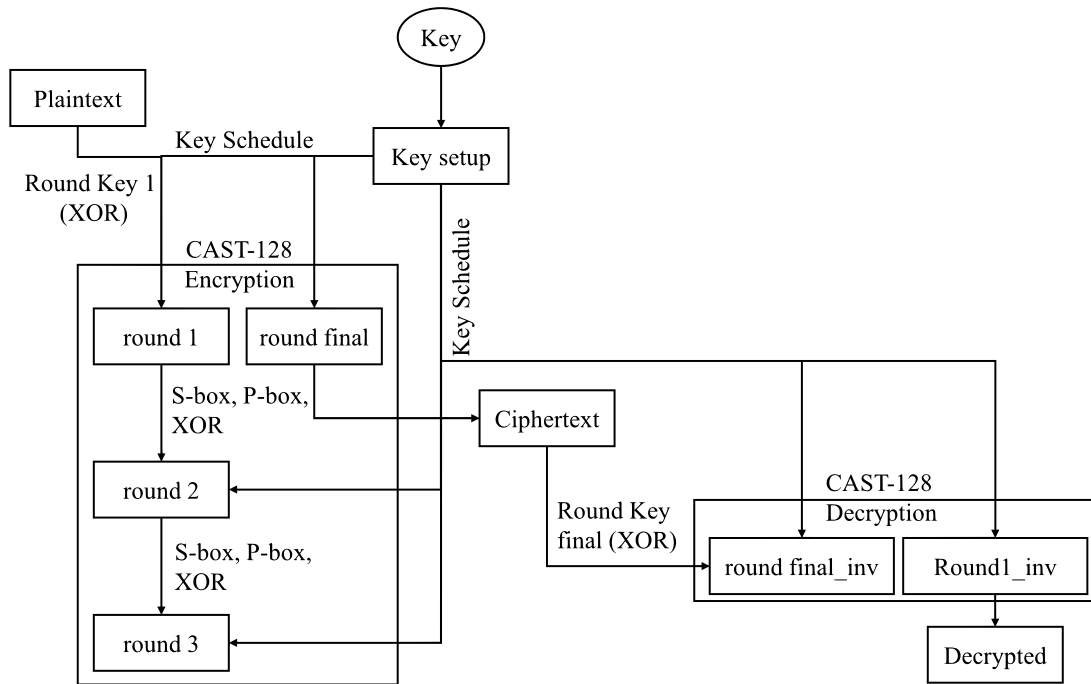 Key
Plaintext
Key Schedule
Key setup
Round Key 1
(XOR)
Key Schedule
CAST-128
Encryption
round 1
round final
S-box, P-box,
XOR
Ciphertext
round 2
CAST-128
Decryption
Round Key
final (XOR)
S-box, P-box,
XOR
round final_inv
Round1_inv
round 3
Decrypted